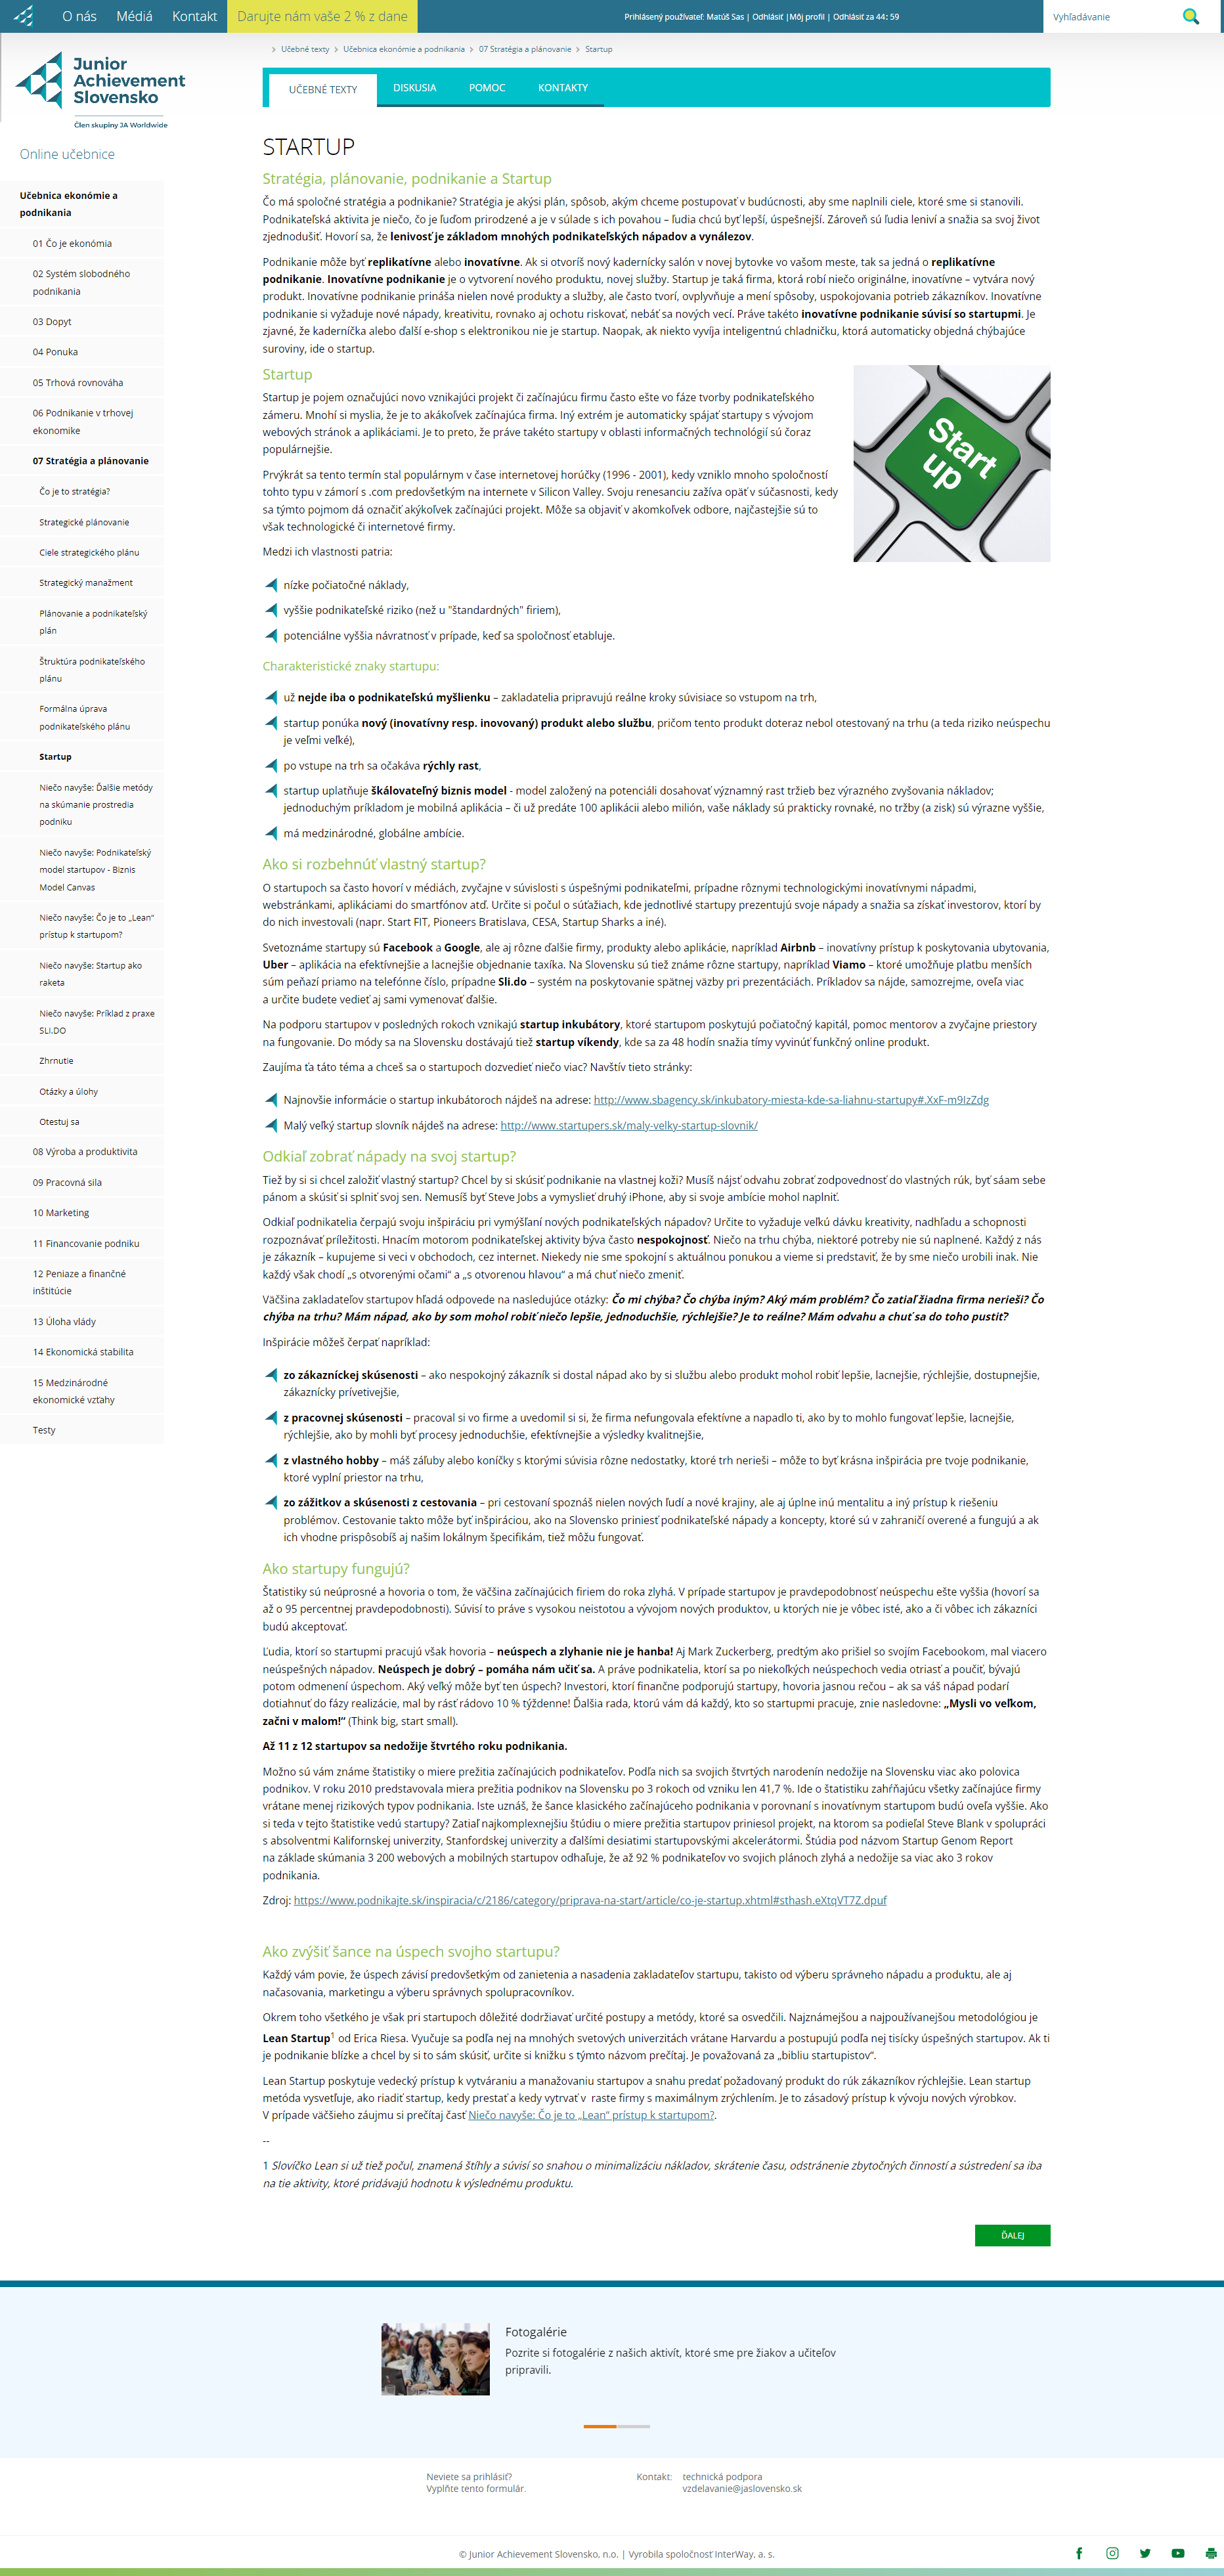 O nás Médiá Kontakt Darujte nám vaše 2 % z dane
Prihlásený používateľ: Matúš Sas | Odhlásiť |Môj profil | Odhlásiť za 44: 59
Vyhľadávanie
Junior
Achievement
Slovensko
Člen skupiny JA Worldwide
Učebné texty Učebnica ekonómie a podnikania 07 Stratégia a plánovanie Startup
UČEBNÉ TEXTY DISKUSIA POMOC KONTAKTY
Online učebnice
Učebnica ekonómie a
podnikania
01 Čo je ekonómia
02 Systém slobodného
podnikania
03 Dopyt
04 Ponuka
05 Trhová rovnováha
06 Podnikanie v trhovej
ekonomike
07 Stratégia a plánovanie
Čo je to stratégia?
Strategické plánovanie
Ciele strategického plánu
Strategický manažment
Plánovanie a podnikateľský
plán
Štruktúra podnikateľského
plánu
Formálna úprava
podnikateľského plánu
Startup
Niečo navyše: Ďalšie metódy
na skúmanie prostredia
podniku
Niečo navyše: Podnikateľský
model startupov - Biznis
Model Canvas
Niečo navyše: Čo je to „Lean“
prístup k startupom?
Niečo navyše: Startup ako
raketa
Niečo navyše: Príklad z praxe
SLI.DO
Zhrnutie
Otázky a úlohy
Otestuj sa
08 Výroba a produktivita
09 Pracovná sila
10 Marketing
11 Financovanie podniku
12 Peniaze a finančné
inštitúcie
13 Úloha vlády
14 Ekonomická stabilita
15 Medzinárodné
ekonomické vzťahy
Testy
STARTUP
Stratégia, plánovanie, podnikanie a Startup
Čo má spoločné stratégia a podnikanie? Stratégia je akýsi plán, spôsob, akým chceme postupovať v budúcnosti, aby sme naplnili ciele, ktoré sme si stanovili.
Podnikateľská aktivita je niečo, čo je ľuďom prirodzené a je v súlade s ich povahou – ľudia chcú byť lepší, úspešnejší. Zároveň sú ľudia leniví a snažia sa svoj život
zjednodušiť. Hovorí sa, že lenivosť je základom mnohých podnikateľských nápadov a vynálezov.
Podnikanie môže byť replikatívne alebo inovatívne. Ak si otvoríš nový kadernícky salón v novej bytovke vo vašom meste, tak sa jedná o replikatívne
podnikanie. Inovatívne podnikanie je o vytvorení nového produktu, novej služby. Startup je taká firma, ktorá robí niečo originálne, inovatívne – vytvára nový
produkt. Inovatívne podnikanie prináša nielen nové produkty a služby, ale často tvorí, ovplyvňuje a mení spôsoby, uspokojovania potrieb zákazníkov. Inovatívne
podnikanie si vyžaduje nové nápady, kreativitu, rovnako aj ochotu riskovať, nebáť sa nových vecí. Práve takéto inovatívne podnikanie súvisí so startupmi. Je
zjavné, že kaderníčka alebo ďalší e-shop s elektronikou nie je startup. Naopak, ak niekto vyvíja inteligentnú chladničku, ktorá automaticky objedná chýbajúce
suroviny, ide o startup.
Startup
Startup je pojem označujúci novo vznikajúci projekt či začínajúcu firmu často ešte vo fáze tvorby podnikateľského
zámeru. Mnohí si myslia, že je to akákoľvek začínajúca firma. Iný extrém je automaticky spájať startupy s vývojom
webových stránok a aplikáciami. Je to preto, že práve takéto startupy v oblasti informačných technológií sú čoraz
populárnejšie.
Prvýkrát sa tento termín stal populárnym v čase internetovej horúčky (1996 - 2001), kedy vzniklo mnoho spoločností
tohto typu v zámorí s .com predovšetkým na internete v Silicon Valley. Svoju renesanciu zažíva opäť v súčasnosti, kedy
sa týmto pojmom dá označiť akýkoľvek začínajúci projekt. Môže sa objaviť v akomkoľvek odbore, najčastejšie sú to
však technologické či internetové firmy.
Start
up
Medzi ich vlastnosti patria:
nízke počiatočné náklady,
vyššie podnikateľské riziko (než u "štandardných" firiem),
potenciálne vyššia návratnosť v prípade, keď sa spoločnosť etabluje.
Charakteristické znaky startupu:
už nejde iba o podnikateľskú myšlienku – zakladatelia pripravujú reálne kroky súvisiace so vstupom na trh,
startup ponúka nový (inovatívny resp. inovovaný) produkt alebo službu, pričom tento produkt doteraz nebol otestovaný na trhu (a teda riziko neúspechu
je veľmi veľké),
po vstupe na trh sa očakáva rýchly rast,
startup uplatňuje škálovateľný biznis model - model založený na potenciáli dosahovať významný rast tržieb bez výrazného zvyšovania nákladov;
jednoduchým príkladom je mobilná aplikácia – či už predáte 100 aplikácii alebo milión, vaše náklady sú prakticky rovnaké, no tržby (a zisk) sú výrazne vyššie,
má medzinárodné, globálne ambície.
Ako si rozbehnúť vlastný startup?
O startupoch sa často hovorí v médiách, zvyčajne v súvislosti s úspešnými podnikateľmi, prípadne rôznymi technologickými inovatívnymi nápadmi,
webstránkami, aplikáciami do smartfónov atď. Určite si počul o súťažiach, kde jednotlivé startupy prezentujú svoje nápady a snažia sa získať investorov, ktorí by
do nich investovali (napr. Start FIT, Pioneers Bratislava, CESA, Startup Sharks a iné).
Svetoznáme startupy sú Facebook a Google, ale aj rôzne ďalšie firmy, produkty alebo aplikácie, napríklad Airbnb – inovatívny prístup k poskytovania ubytovania,
Uber – aplikácia na efektívnejšie a lacnejšie objednanie taxíka. Na Slovensku sú tiež známe rôzne startupy, napríklad Viamo – ktoré umožňuje platbu menších
súm peňazí priamo na telefónne číslo, prípadne Sli.do – systém na poskytovanie spätnej väzby pri prezentáciách. Príkladov sa nájde, samozrejme, oveľa viac
a určite budete vedieť aj sami vymenovať ďalšie.
Na podporu startupov v posledných rokoch vznikajú startup inkubátory, ktoré startupom poskytujú počiatočný kapitál, pomoc mentorov a zvyčajne priestory
na fungovanie. Do módy sa na Slovensku dostávajú tiež startup víkendy, kde sa za 48 hodín snažia tímy vyvinúť funkčný online produkt.
Zaujíma ťa táto téma a chceš sa o startupoch dozvedieť niečo viac? Navštív tieto stránky:
Najnovšie informácie o startup inkubátoroch nájdeš na adrese: http://www.sbagency.sk/inkubatory-miesta-kde-sa-liahnu-startupy#.XxF-m9IzZdg
Malý veľký startup slovník nájdeš na adrese: http://www.startupers.sk/maly-velky-startup-slovnik/
Odkiaľ zobrať nápady na svoj startup?
Tiež by si si chcel založiť vlastný startup? Chcel by si skúsiť podnikanie na vlastnej koži? Musíš nájsť odvahu zobrať zodpovednosť do vlastných rúk, byť sáam sebe
pánom a skúsiť si splniť svoj sen. Nemusíš byť Steve Jobs a vymyslieť druhý iPhone, aby si svoje ambície mohol naplniť.
Odkiaľ podnikatelia čerpajú svoju inšpiráciu pri vymýšľaní nových podnikateľských nápadov? Určite to vyžaduje veľkú dávku kreativity, nadhľadu a schopnosti
rozpoznávať príležitosti. Hnacím motorom podnikateľskej aktivity býva často nespokojnosť. Niečo na trhu chýba, niektoré potreby nie sú naplnené. Každý z nás
je zákazník – kupujeme si veci v obchodoch, cez internet. Niekedy nie sme spokojní s aktuálnou ponukou a vieme si predstaviť, že by sme niečo urobili inak. Nie
každý však chodí „s otvorenými očami“ a „s otvorenou hlavou“ a má chuť niečo zmeniť.
Väčšina zakladateľov startupov hľadá odpovede na nasledujúce otázky: Čo mi chýba? Čo chýba iným? Aký mám problém? Čo zatiaľ žiadna firma nerieši? Čo
chýba na trhu? Mám nápad, ako by som mohol robiť niečo lepšie, jednoduchšie, rýchlejšie? Je to reálne? Mám odvahu a chuť sa do toho pustiť?
Inšpirácie môžeš čerpať napríklad:
zo zákazníckej skúsenosti – ako nespokojný zákazník si dostal nápad ako by si službu alebo produkt mohol robiť lepšie, lacnejšie, rýchlejšie, dostupnejšie,
zákaznícky prívetivejšie,
z pracovnej skúsenosti – pracoval si vo firme a uvedomil si si, že firma nefungovala efektívne a napadlo ti, ako by to mohlo fungovať lepšie, lacnejšie,
rýchlejšie, ako by mohli byť procesy jednoduchšie, efektívnejšie a výsledky kvalitnejšie,
z vlastného hobby – máš záľuby alebo koníčky s ktorými súvisia rôzne nedostatky, ktoré trh nerieši – môže to byť krásna inšpirácia pre tvoje podnikanie,
ktoré vyplní priestor na trhu,
zo zážitkov a skúsenosti z cestovania – pri cestovaní spoznáš nielen nových ľudí a nové krajiny, ale aj úplne inú mentalitu a iný prístup k riešeniu
problémov. Cestovanie takto môže byť inšpiráciou, ako na Slovensko priniesť podnikateľské nápady a koncepty, ktoré sú v zahraničí overené a fungujú a ak
ich vhodne prispôsobíš aj našim lokálnym špecifikám, tiež môžu fungovať.
Ako startupy fungujú?
Štatistiky sú neúprosné a hovoria o tom, že väčšina začínajúcich firiem do roka zlyhá. V prípade startupov je pravdepodobnosť neúspechu ešte vyššia (hovorí sa
až o 95 percentnej pravdepodobnosti). Súvisí to práve s vysokou neistotou a vývojom nových produktov, u ktorých nie je vôbec isté, ako a či vôbec ich zákazníci
budú akceptovať.
Ľudia, ktorí so startupmi pracujú však hovoria – neúspech a zlyhanie nie je hanba! Aj Mark Zuckerberg, predtým ako prišiel so svojím Facebookom, mal viacero
neúspešných nápadov. Neúspech je dobrý – pomáha nám učiť sa. A práve podnikatelia, ktorí sa po niekoľkých neúspechoch vedia otriasť a poučiť, bývajú
potom odmenení úspechom. Aký veľký môže byť ten úspech? Investori, ktorí finančne podporujú startupy, hovoria jasnou rečou – ak sa váš nápad podarí
dotiahnuť do fázy realizácie, mal by rásť rádovo 10 % týždenne! Ďalšia rada, ktorú vám dá každý, kto so startupmi pracuje, znie nasledovne: „Mysli vo veľkom,
začni v malom!“ (Think big, start small).
Až 11 z 12 startupov sa nedožije štvrtého roku podnikania.
Možno sú vám známe štatistiky o miere prežitia začínajúcich podnikateľov. Podľa nich sa svojich štvrtých narodenín nedožije na Slovensku viac ako polovica
podnikov. V roku 2010 predstavovala miera prežitia podnikov na Slovensku po 3 rokoch od vzniku len 41,7 %. Ide o štatistiku zahŕňajúcu všetky začínajúce firmy
vrátane menej rizikových typov podnikania. Iste uznáš, že šance klasického začínajúceho podnikania v porovnaní s inovatívnym startupom budú oveľa vyššie. Ako
si teda v tejto štatistike vedú startupy? Zatiaľ najkomplexnejšiu štúdiu o miere prežitia startupov priniesol projekt, na ktorom sa podieľal Steve Blank v spolupráci
s absolventmi Kalifornskej univerzity, Stanfordskej univerzity a ďalšími desiatimi startupovskými akcelerátormi. Štúdia pod názvom Startup Genom Report
na základe skúmania 3 200 webových a mobilných startupov odhaľuje, že až 92 % podnikateľov vo svojich plánoch zlyhá a nedožije sa viac ako 3 rokov
podnikania.
Zdroj: https://www.podnikajte.sk/inspiracia/c/2186/category/priprava-na-start/article/co-je-startup.xhtml#sthash.eXtqVT7Z.dpuf
Ako zvýšiť šance na úspech svojho startupu?
Každý vám povie, že úspech závisí predovšetkým od zanietenia a nasadenia zakladateľov startupu, takisto od výberu správneho nápadu a produktu, ale aj
načasovania, marketingu a výberu správnych spolupracovníkov.
Okrem toho všetkého je však pri startupoch dôležité dodržiavať určité postupy a metódy, ktoré sa osvedčili. Najznámejšou a najpoužívanejšou metodológiou je
Lean Startup1 od Erica Riesa. Vyučuje sa podľa nej na mnohých svetových univerzitách vrátane Harvardu a postupujú podľa nej tisícky úspešných startupov. Ak ti
je podnikanie blízke a chcel by si to sám skúsiť, určite si knižku s týmto názvom prečítaj. Je považovaná za „bibliu startupistov“.
Lean Startup poskytuje vedecký prístup k vytváraniu a manažovaniu startupov a snahu predať požadovaný produkt do rúk zákazníkov rýchlejšie. Lean startup
metóda vysvetľuje, ako riadiť startup, kedy prestať a kedy vytrvať v raste firmy s maximálnym zrýchlením. Je to zásadový prístup k vývoju nových výrobkov.
V prípade väčšieho záujmu si prečítaj časť Niečo navyše: Čo je to „Lean“ prístup k startupom?.
--
1 Slovíčko Lean si už tiež počul, znamená štíhly a súvisí so snahou o minimalizáciu nákladov, skrátenie času, odstránenie zbytočných činností a sústredení sa iba
na tie aktivity, ktoré pridávajú hodnotu k výslednému produktu.
ĎALEJ
Fotogalérie
Pozrite si fotogalérie z našich aktivít, ktoré sme pre žiakov a učiteľov
pripravili.
Neviete sa prihlásiť?
Vyplňte tento formulár.
Kontakt: technická podpora
vzdelavanie@jaslovensko.sk
© Junior Achievement Slovensko, n.o. | Vyrobila spoločnosť InterWay, a. s.